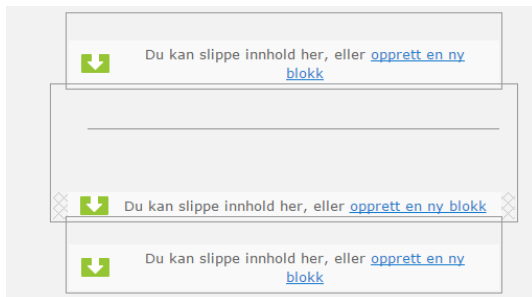 Du kan slippe innhold her, eller opprett en ny
blokk
Du kan slippe innhold her, eller opprett en ny blokk
Du kan slippe innhold her, eller opprett en ny
blokk